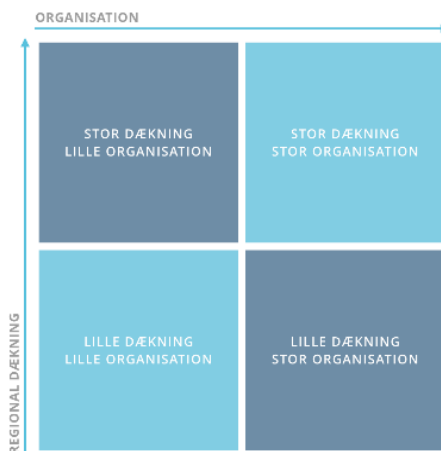 ORGANISATION
STOR DÆKNING
LILLE ORGANISATION
STOR DÆKNING
STOR ORGANISATION
REGIONAL DÆKNING
LILLE DÆKNING
LILLE ORGANISATION
LILLE DÆKNING
STOR ORGANISATION